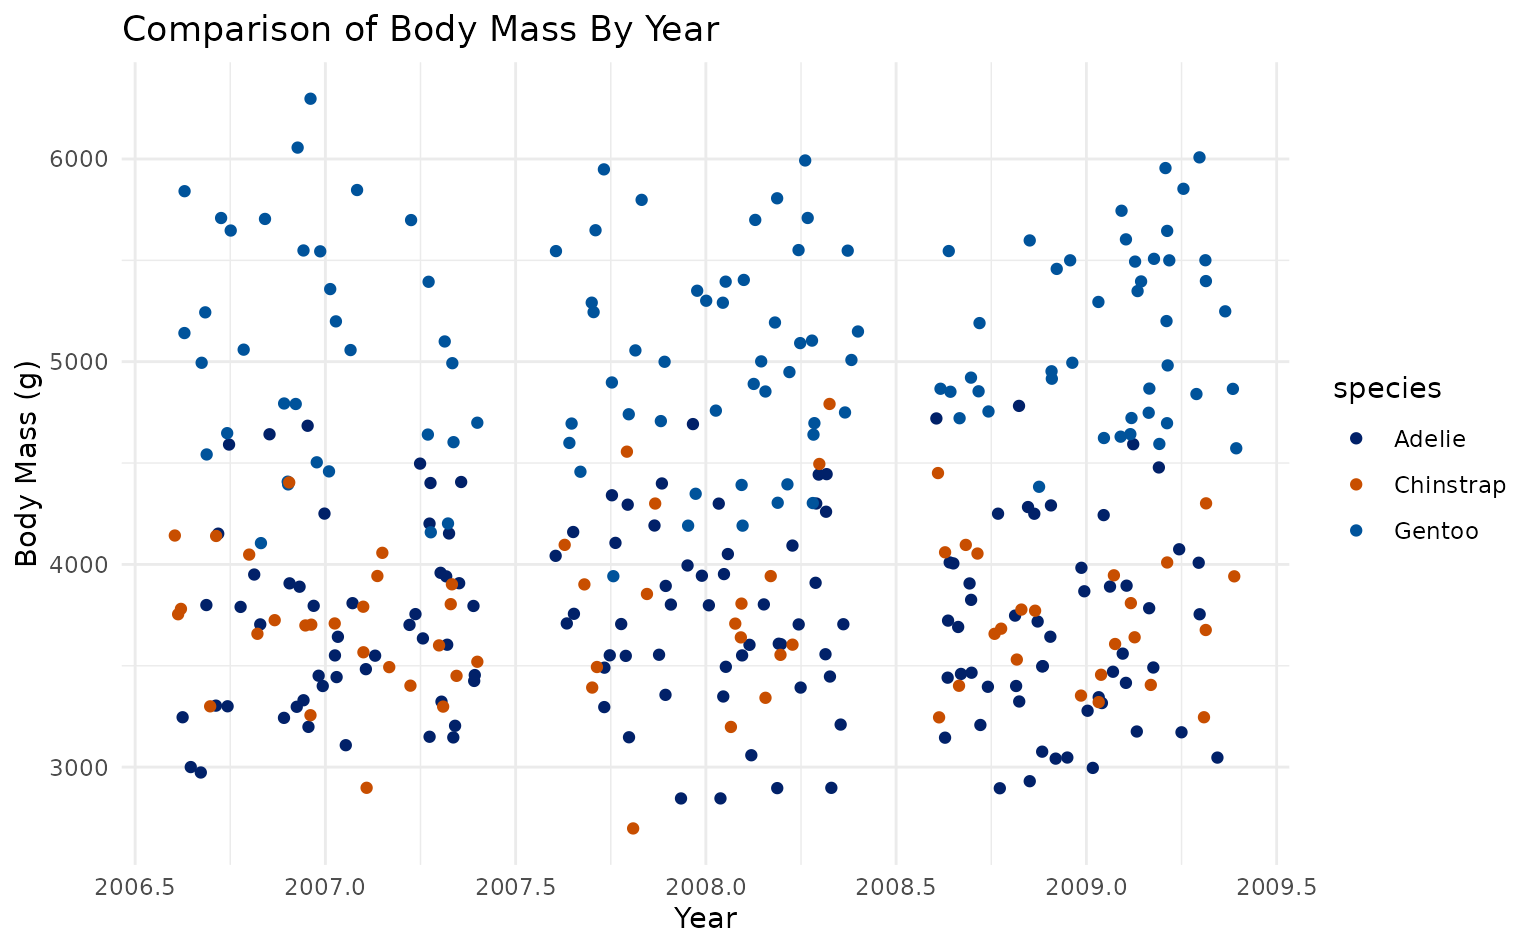 Comparison of Body Mass By Year
Body Mass (g)
6000
5000
4000
3000
2006.5 2007.0 2007.5 2008.0 2008.5 2009.0 2009.5
Year
species
Adelie
Chinstrap
Gentoo